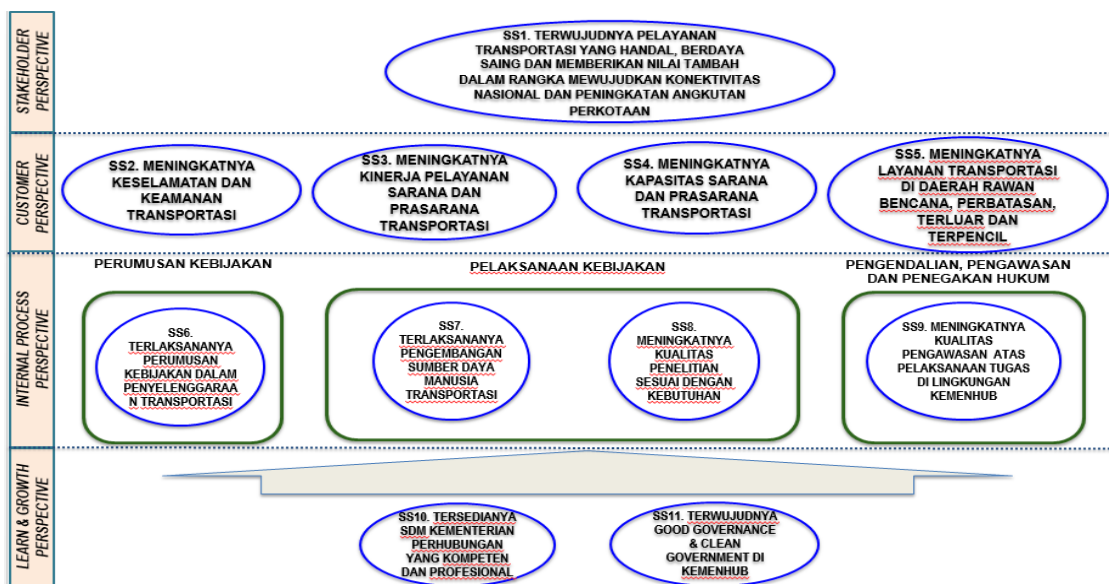 STAKEHOLDER
PERSPECTIVE
SS1. TERWUJUDNYA PELAYANAN
TRANSPORTASI YANG HANDAL, BERDAYA
SAING DAN MEMBERIKAN NILAI TAMBAH
DALAM RANGKA MEWUJUDKAN KONEKTIVITAS
NASIONAL DAN PENINGKATAN ANGKUTAN
PERKOTAAN
CUSTOMER
PERSPECTIVE
SS2. MENINGKATNYA
KESELAMATAN DAN
KEAMANAN
TRANSPORTASI
SS3. MENINGKATNYA
KINERJA PELAYANAN
SARANA DAN
PRASARANA
TRANSPORTASI
SS4. MENINGKATNYA
KAPASITAS SARANA
DAN PRASARANA
TRANSPORTASI
SS5. MENINGKATNYA
LAYANAN TRANSPORTASI
DI DAERAH RAWAN
BENCANA, PERBATASAN,
TERLUAR DAN
TERPENCIL
INTERNAL PROCESS
PERSPECTIVE
PERUMUSAN KEBIJAKAN
SS6.
TERLAKSANANYA
PERUMUSAN
KEBIJAKAN DALAM
PENYELENGGARAA
N TRANSPORTASI
PELAKSANAAN KEBIJAKAN
SS7.
TERLAKSANANYA
PENGEMBANGAN
SUMBER DAYA
MANUSIA
TRANSPORTASI
SS8.
MENINGKATNYA
KUALITAS
PENELITIAN
SESUAI DENGAN
KEBUTUHAN
PENGENDALIAN, PENGAWASAN
DAN PENEGAKAN HUKUM
SS9. MENINGKATNYA
KUALITAS
PENGAWASAN ATAS
PELAKSANAAN TUGAS
DI LINGKUNGAN
KEMENHUB
LEARN & GROWTH
PERSPECTIVE
SS10. TERSEDIANYA
SDM KEMENTERIAN
PERHUBUNGAN
YANG KOMPETEN
DAN PROFESIONAL
SS11. TERWUJUDNYA
GOOD GOVERNANCE
& CLEAN
GOVERNMENT DI
KEMENHUB